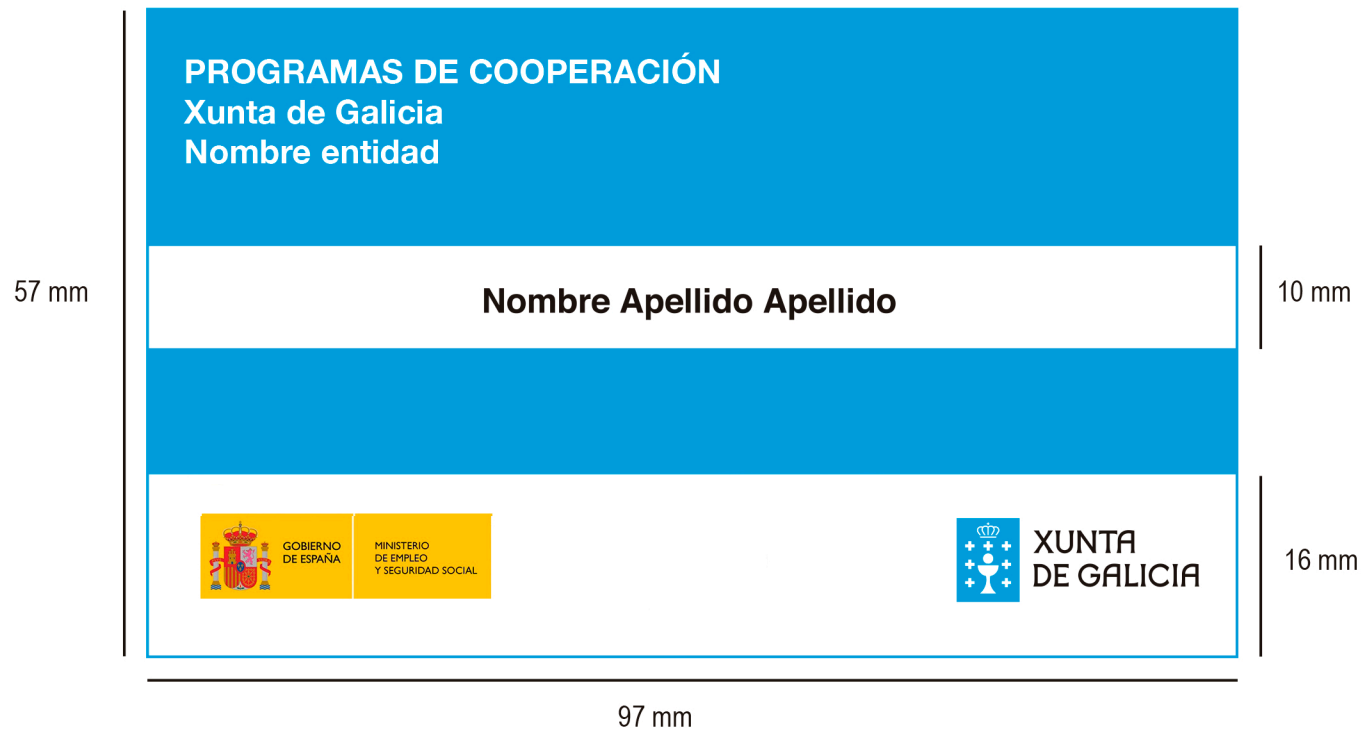 PROGRAMAS DE COOPERACIÓN
Xunta de Galicia
Nombre entidad
57 mm
Nombre Apellido Apellido
10 mm
GOBIERNO
DE ESPAÑA
MINISTERIO
DE EMPLEO
Y SEGURIDAD SOCIAL
XUNTA
DE GALICIA
16 mm
97 mm